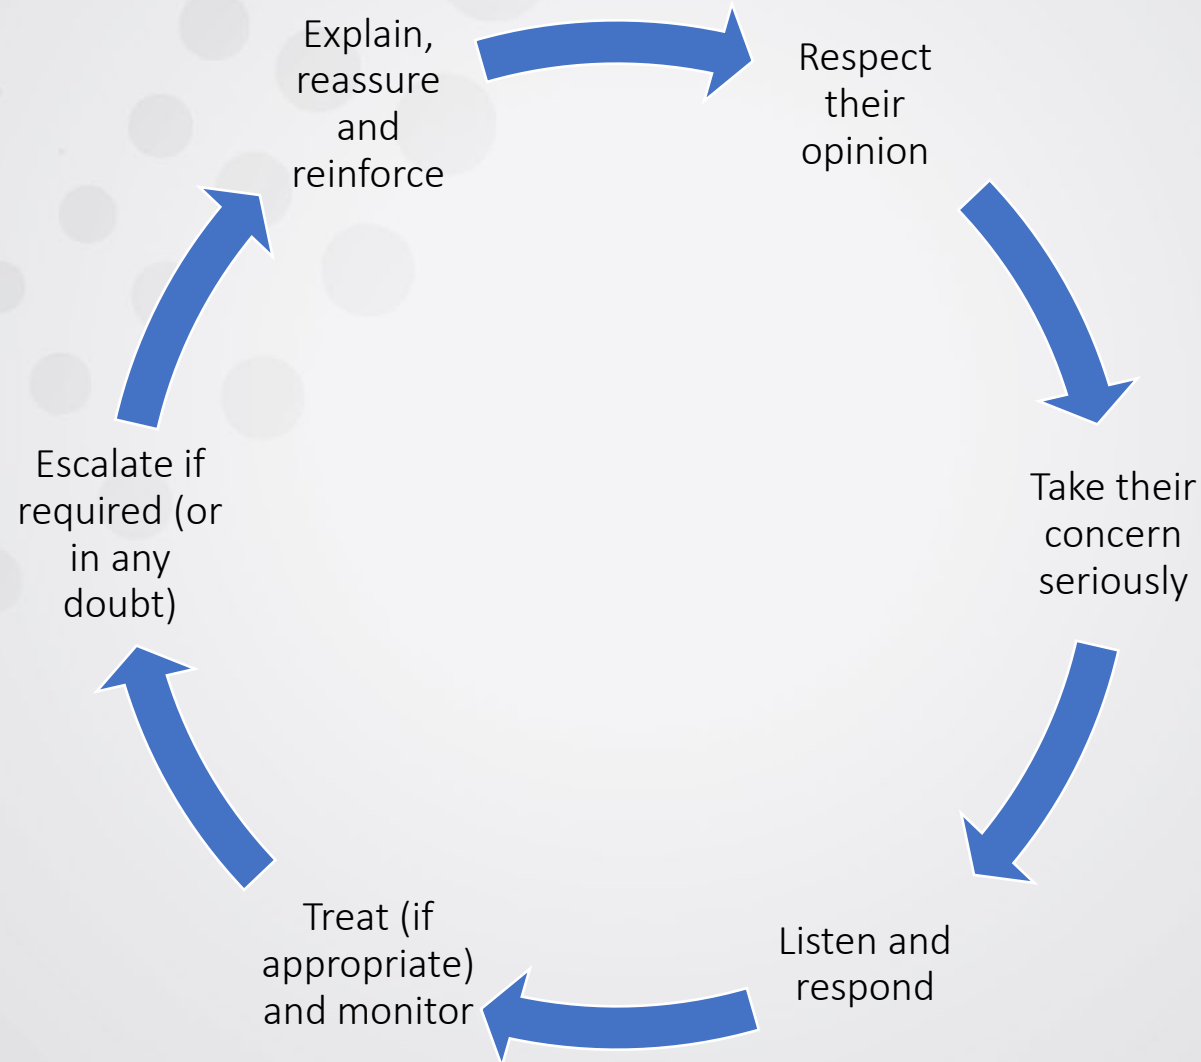 Explain,
reassure
and
reinforce
Respect
their
opinion
Take their
concern
seriously
Listen and
respond
Treat (if
appropriate)
and monitor
Escalate if
required (or
in any
doubt)